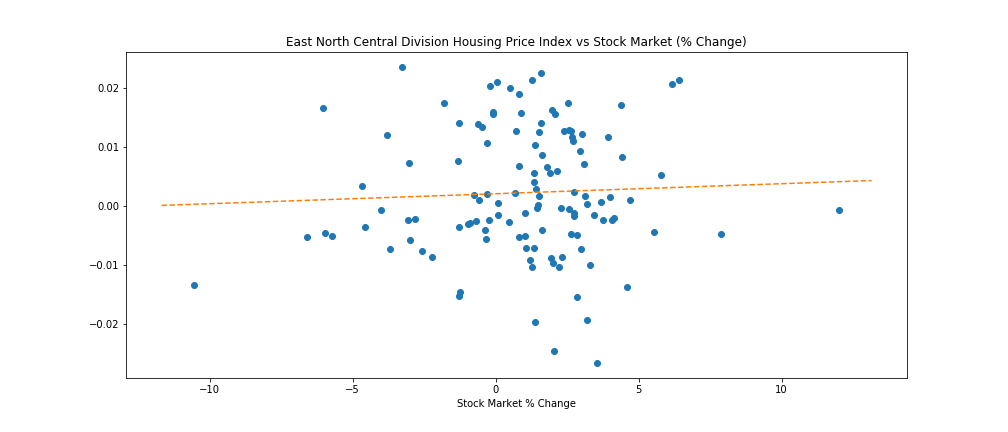 East North Central Division Housing Price Index vs Stock Market (% Change)
0.02
0.01
0.00
−0.01
−0.02
−10 −5 0 5 10
Stock Market % Change